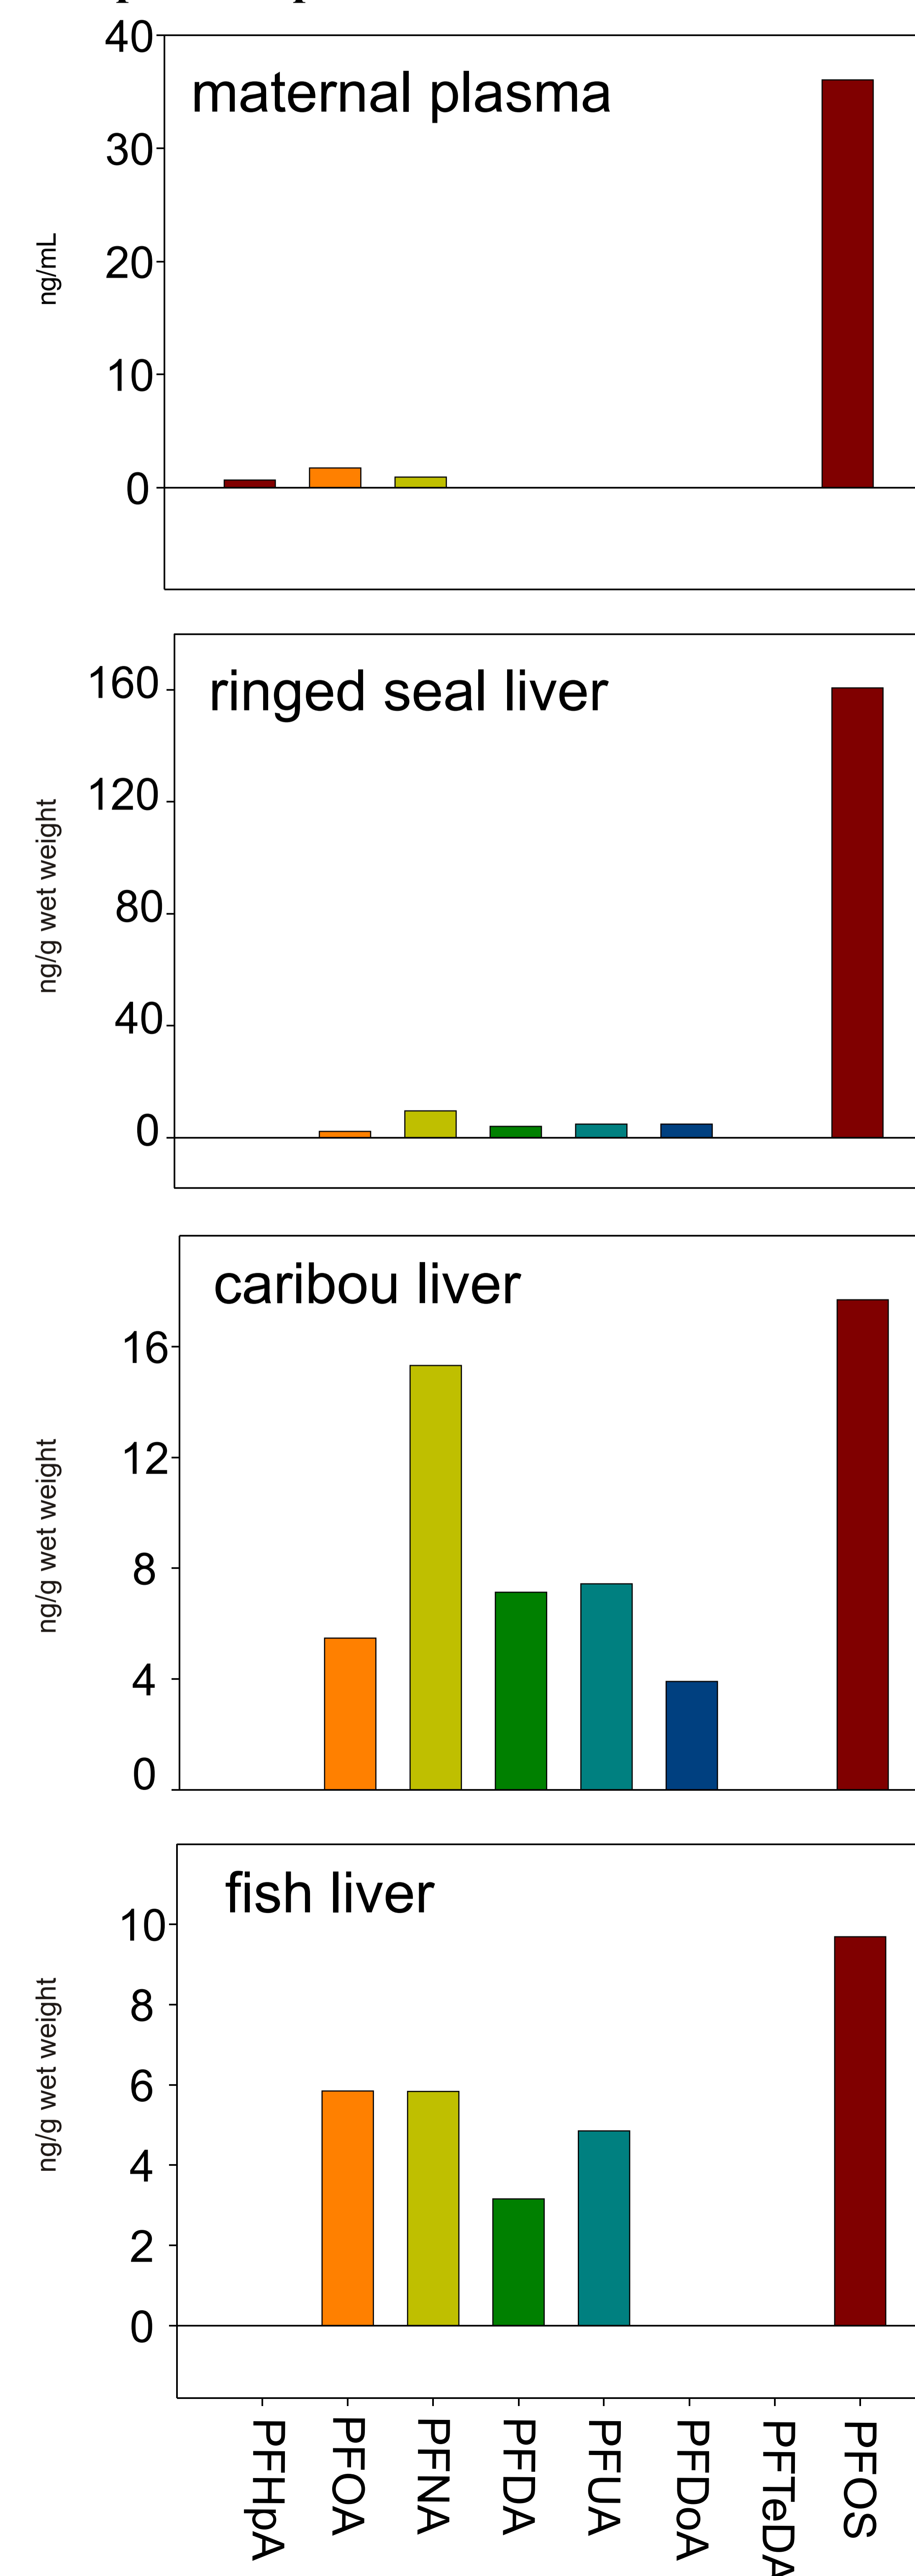 40
maternal plasma
30
20
10
0
ng/mL
160
ringed seal liver
120
80
40
0
ng/g wet weight
caribou liver
16
12
8
4
0
ng/g wet weight
fish liver
10
8
6
4
2
0
ng/g wet weight
PFHpA
PFOA
PFNA
PFDA
PFUA
PFDoA
PFTeDA
PFOS